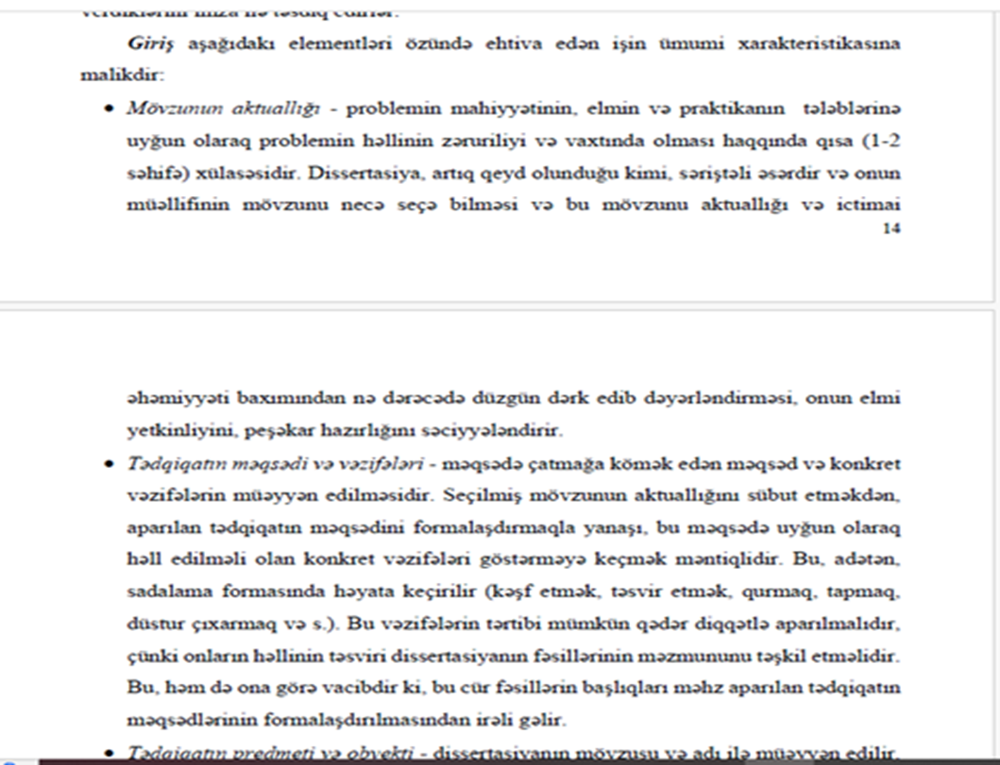 Giriş aşağıdakı elementləri özündə ehtiva edən işin ümumi xarakteristikasına
malikdir:
• Mövzunun aktuallığı - problemin mahiyyətinin, elmin və praktikanın tələblərinə
uyğun olaraq problemin həllinin zəruriliyi və vaxtında olması haqqında qısa (1-2
səhifə) xülasəsidir. Dissertasiya, artıq qeyd olunduğu kimi, səriştəli əsərdir və onun
müəllifinin mövzunu necə seçə bilməsi və bu mövzunu aktuallığı və ictimai
14
əhəmiyyəti baxımından nə dərəcədə düzgün dərk edib dəyərləndirməsi, onun elmi
yetkinliyini, peşəkar hazırlığını səciyyələndirir.
• Tədqiqatın məqsədi və vəzifələri - məqsədə çatmağa kömək edən məqsəd və konkret
vəzifələrin müəyyən edilməsidir. Seçilmiş mövzunun aktuallığını sübut etməkdən,
aparılan tədqiqatın məqsədini formalaşdırmaqla yanaşı, bu məqsədə uyğun olaraq
həll edilməli olan konkret vəzifələri göstərməyə keçmək məntiqlidir. Bu, adətən,
sadalama formasında həyata keçirilir (kəşf etmək, təsvir etmək, qurmaq, tapmaq,
düstur çıxarmaq və s.). Bu vəzifələrin tərtibi mümkün qədər diqqətlə aparılmalıdır,
çünki onların həllinin təsviri dissertasiyanın fəsillərinin məzmununu təşkil etməlidir.
Bu, həm də ona görə vacibdir ki, bu cür fəsillərin başlıqları məhz aparılan tədqiqatın
məqsədlərinin formalaşdırılmasından irəli gəlir.
• Tədqiqatın predmeti və obyekti - dissertasiyanın mövzusu və adı ilə müəyyən edilir.